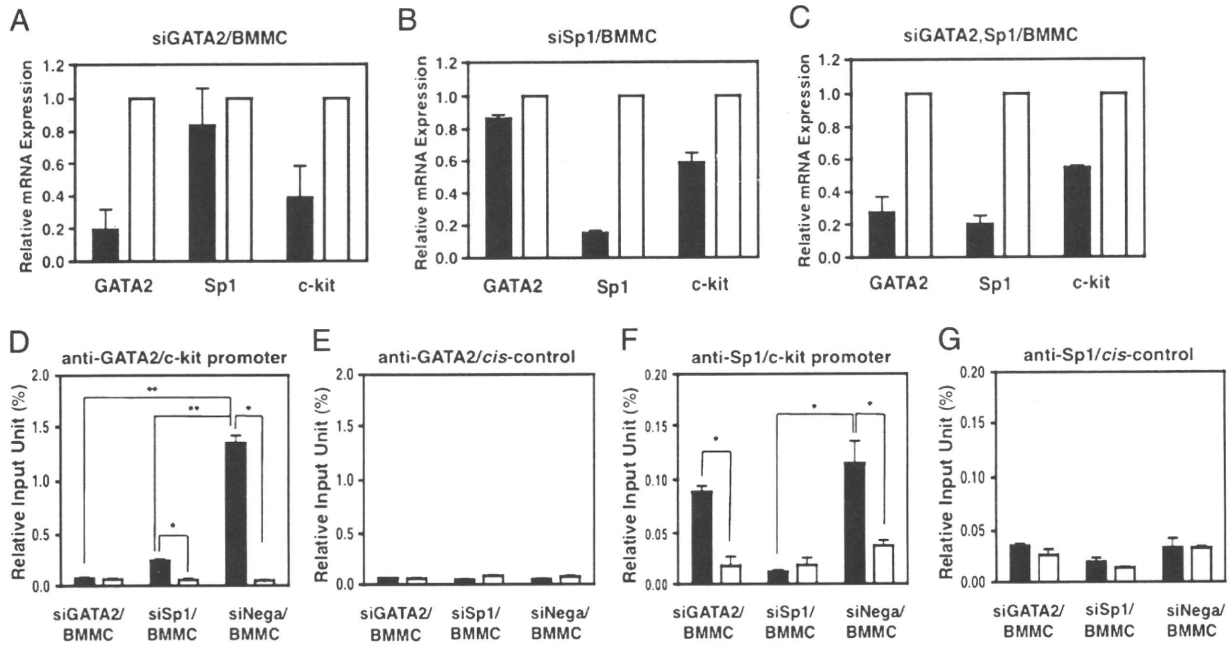 A
siGATA2/BMMC
Relative mRNA Expression
1.2
1.0
0.8
0.6
0.4
0.2
0.0
GATA2
Sp1
c-kit
B
siSp1/BMMC
Relative mRNA Expression
1.2
1.0
0.8
0.6
0.4
0.2
0.0
GATA2
Sp1
c-kit
C
siGATA2,Sp1/BMMC
Relative mRNA Expression
1.2
1.0
0.8
0.6
0.4
0.2
0.0
GATA2
Sp1
c-kit
D
anti-GATA2/c-kit promoter
Relative Input Unit (%)
2.0
1.5
1.0
0.5
0.0
**
**
*
*
siGATA2/
BMMC
siSp1/
BMMC
siNega/
BMMC
E
anti-GATA2/cis-control
Relative Input Unit (%)
2.0
1.5
1.0
0.5
0.0
siGATA2/
BMMC
siSp1/
BMMC
siNega/
BMMC
F
anti-Sp1/c-kit promoter
Relative Input Unit (%)
0.20
0.15
0.10
0.05
0.00
*
*
*
siGATA2/
BMMC
siSp1/
BMMC
siNega/
BMMC
G
anti-Sp1/cis-control
Relative Input Unit (%)
0.20
0.15
0.10
0.05
0.00
siGATA2/
BMMC
siSp1/
BMMC
siNega/
BMMC